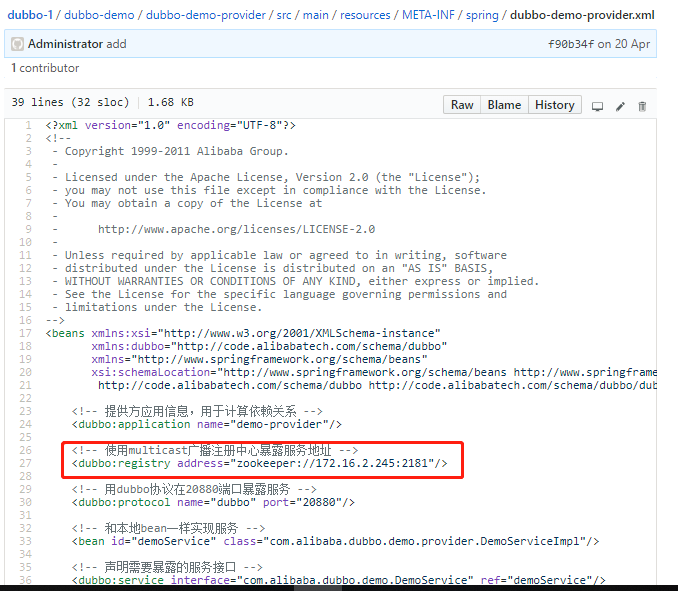 dubbo-1 / dubbo-demo / dubbo-demo-provider / src / main / resources / META-INF / spring / dubbo-demo-provider.xml
Administrator add f90b34f on 20 Apr
1 contributor
39 lines (32 sloc) 1.68 KB Raw Blame History
1 <?xml version="1.0" encoding="UTF-8"?>
2 <!--
3 - Copyright 1999-2011 Alibaba Group.
4 -
5 - Licensed under the Apache License, Version 2.0 (the "License");
6 - you may not use this file except in compliance with the License.
7 - You may obtain a copy of the License at
8 -
9 - http://www.apache.org/licenses/LICENSE-2.0
10 -
11 - Unless required by applicable law or agreed to in writing, software
12 - distributed under the License is distributed on an "AS IS" BASIS,
13 - WITHOUT WARRANTIES OR CONDITIONS OF ANY KIND, either express or implied.
14 - See the License for the specific language governing permissions and
15 - limitations under the License.
16 -->
17 <beans xmlns:xsi="http://www.w3.org/2001/XMLSchema-instance"
18 xmlns:dubbo="http://code.alibabatech.com/schema/dubbo"
19 xmlns="http://www.springframework.org/schema/beans"
20 xsi:schemaLocation="http://www.springframework.org/schema/beans http://www.springframe
21 http://code.alibabatech.com/schema/dubbo http://code.alibabatech.com/schema/dubbo/dub
22
23 <!-- 提供方应用信息，用于计算依赖关系 -->
24 <dubbo:application name="demo-provider"/>
25
26 <!-- 使用multicast广播注册中心暴露服务地址 -->
27 <dubbo:registry address="zookeeper://172.16.2.245:2181"/>
28
29 <!-- 用dubbo协议在20880端口暴露服务 -->
30 <dubbo:protocol name="dubbo" port="20880"/>
31
32 <!-- 和本地bean一样实现服务 -->
33 <bean id="demoService" class="com.alibaba.dubbo.demo.provider.DemoServiceImpl"/>
34
35 <!-- 声明需要暴露的服务接口 -->
36 <dubbo:service interface="com.alibaba.dubbo.demo.DemoService" ref="demoService"/>